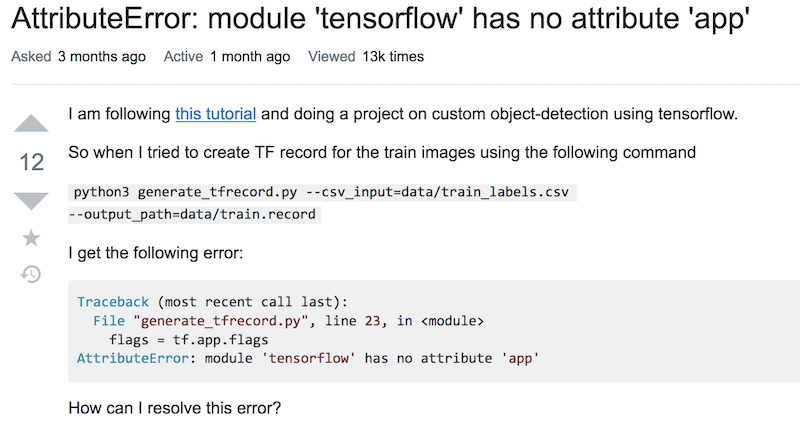 AttributeError: module 'tensorflow' has no attribute 'app'
Asked 3 months ago Active 1 month ago Viewed 13k times
I am following this tutorial and doing a project on custom object-detection using tensorflow.
12
So when I tried to create TF record for the train images using the following command
python3 generate_tfrecord.py --csv_input=data/train_labels.csv
--output_path=data/train.record
I get the following error:
Traceback (most recent call last):
  File "generate_tfrecord.py", line 23, in <module>
    flags = tf.app.flags
AttributeError: module 'tensorflow' has no attribute 'app'
How can I resolve this error?